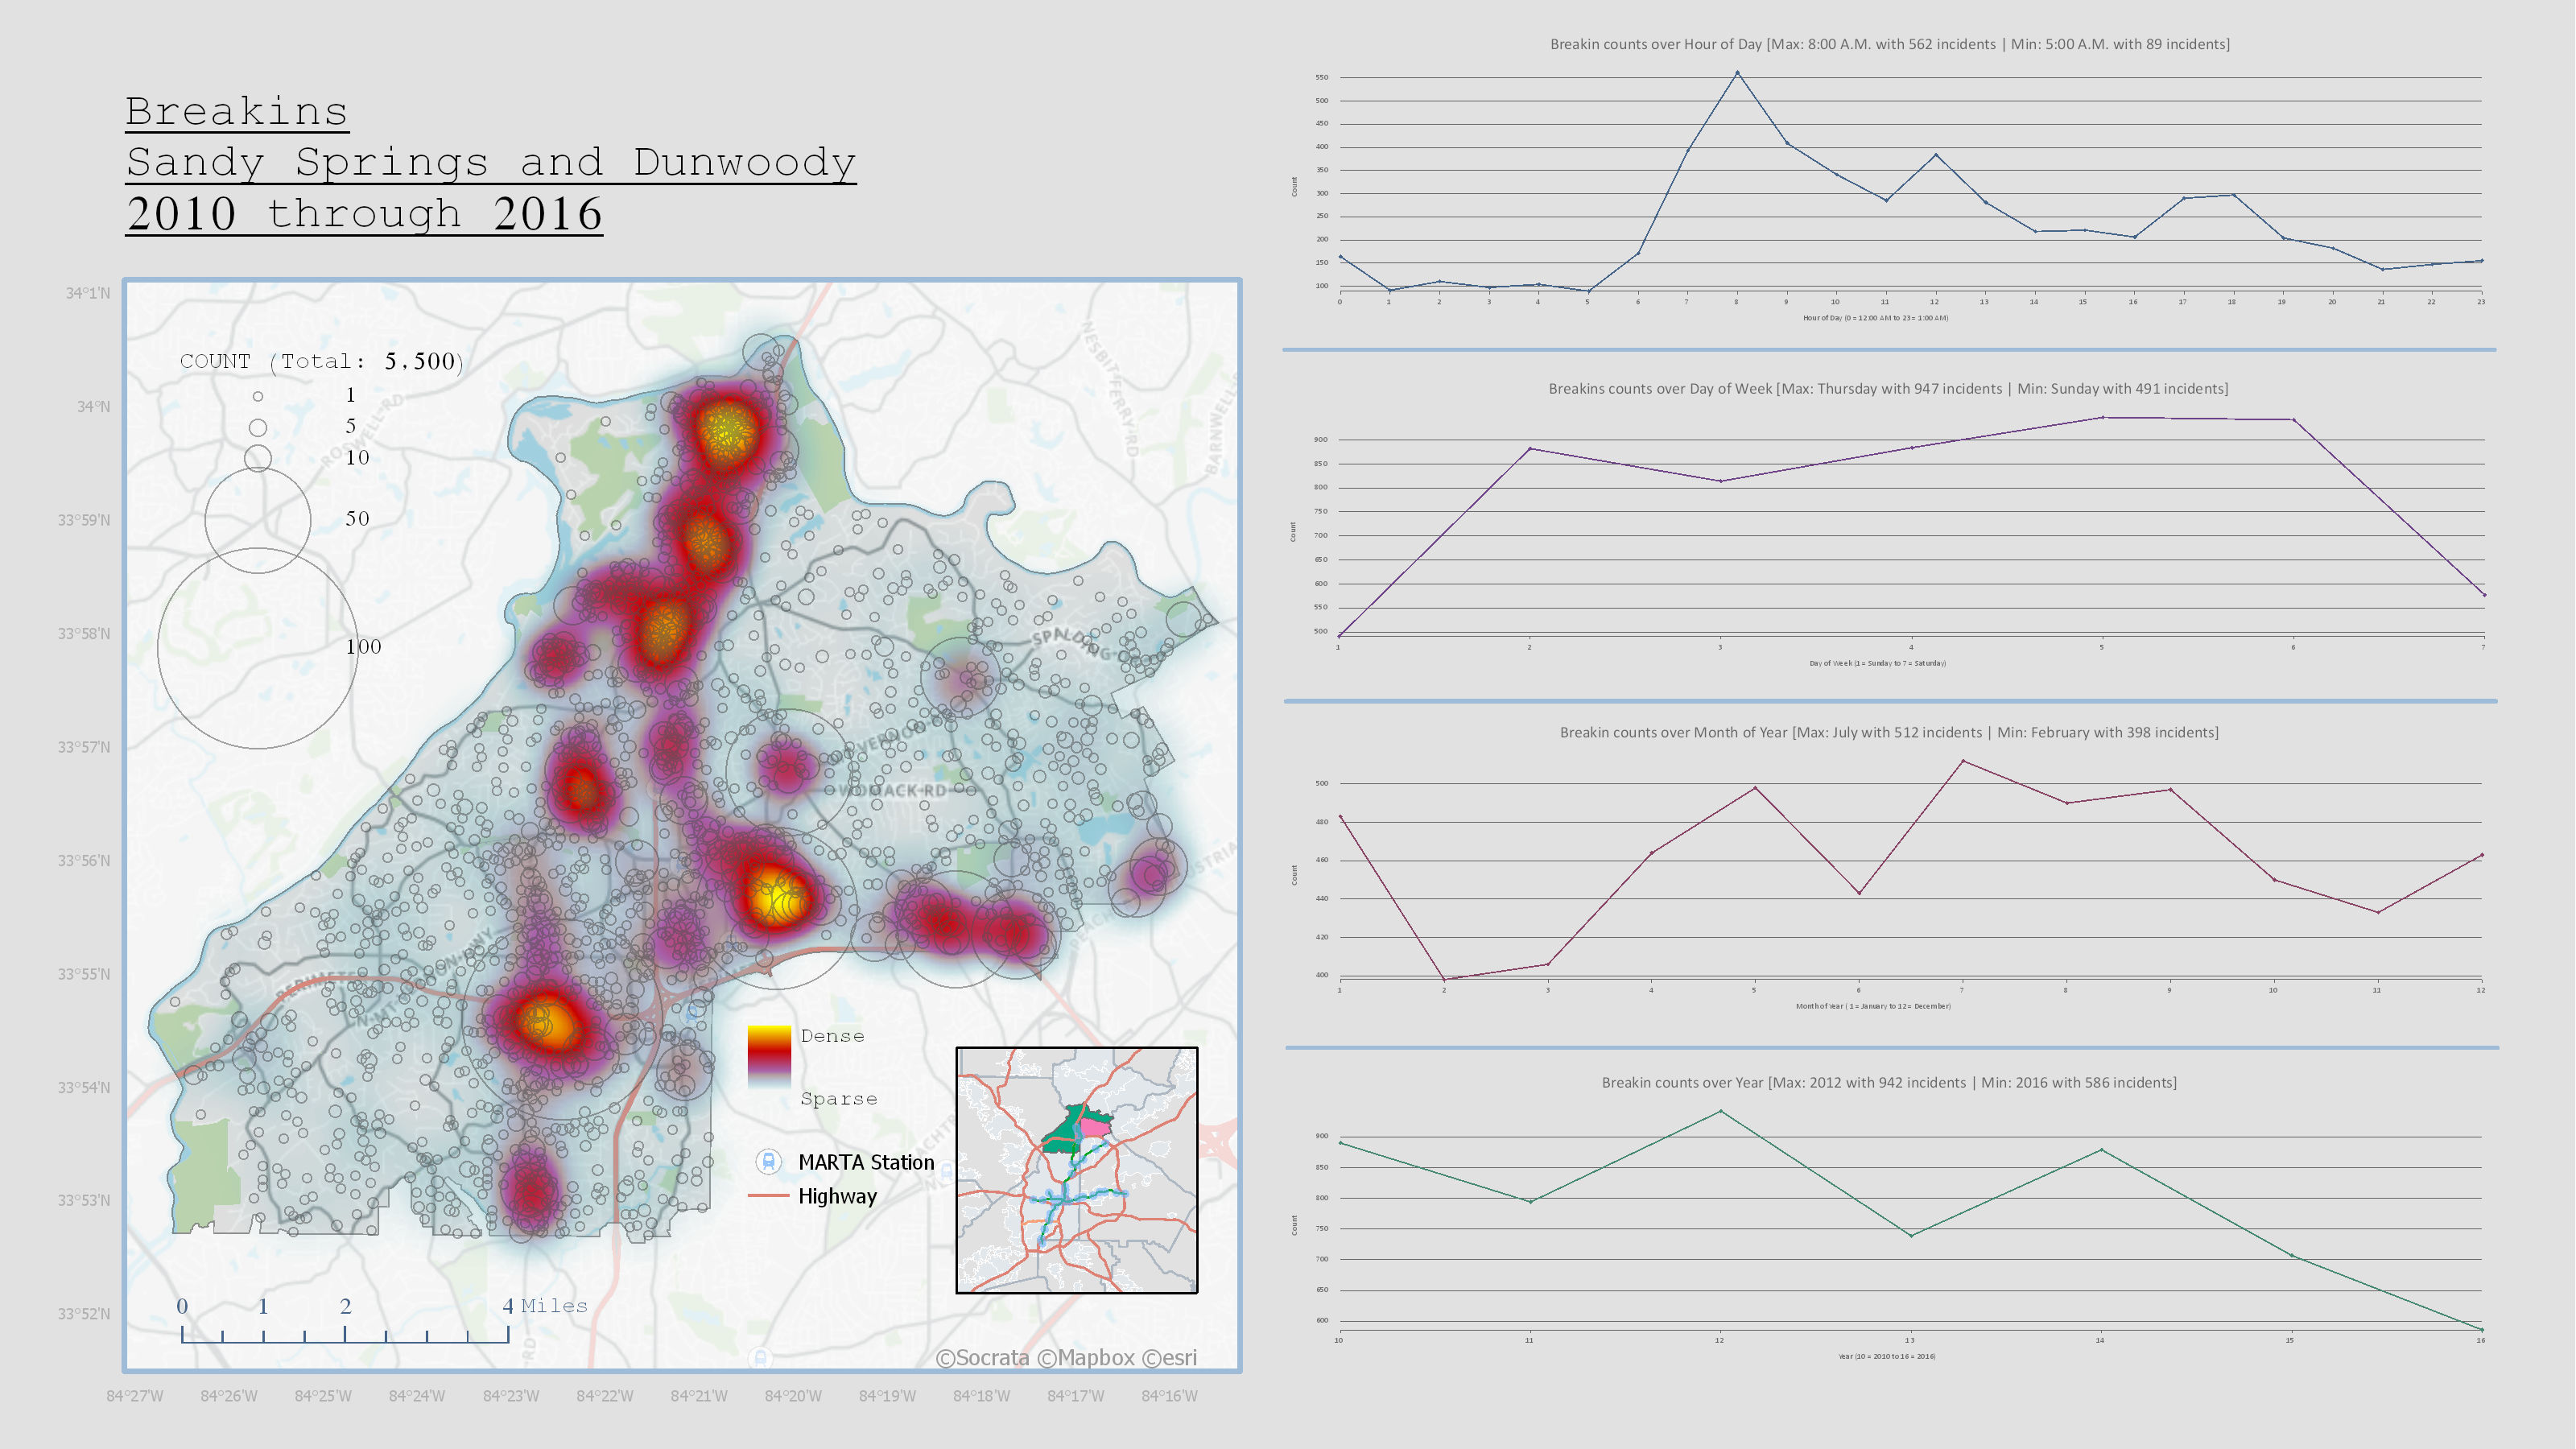 Breakins
Sandy Springs and Dunwoody
2010 through 2016
34°1'N
34°N
33°59'N
33°58'N
33°57'N
33°56'N
33°55'N
33°54'N
33°53'N
33°52'N
84°27'W 84°26'W 84°25'W 84°24'W 84°23'W 84°22'W 84°21'W 84°20'W 84°19'W 84°18'W 84°17'W 84°16'W
COUNT (Total: 5,500)
1
5
10
50
100
ROSWELL RD
NESBIT FERRY RD
BARNWELL
SPALDING
WOMACK RD
PERIMETE
Dense
Sparse
MARTA Station
Highway
0 1 2 4 Miles
©Socrata ©Mapbox ©esri
Breakin counts over Hour of Day [Max: 8:00 A.M. with 562 incidents | Min: 5:00 A.M. with 89 incidents]
Count
550
500
450
400
350
300
250
200
150
100
0 1 2 3 4 5 6 7 8 9 10 11 12 13 14 15 16 17 18 19 20 21 22 23
Hour of Day (0 = 12:00 AM to 23 = 1:00 AM)
Breakins counts over Day of Week [Max: Thursday with 947 incidents | Min: Sunday with 491 incidents]
Count
900
850
800
750
700
650
600
550
500
1 2 3 4 5 6 7
Day of Week (1 = Sunday to 7 = Saturday)
Breakin counts over Month of Year [Max: July with 512 incidents | Min: February with 398 incidents]
Count
500
480
460
440
420
400
1 2 3 4 5 6 7 8 9 10 11 12
Month of Year ( 1 = January to 12 = December)
Breakin counts over Year [Max: 2012 with 942 incidents | Min: 2016 with 586 incidents]
Count
900
850
800
750
700
650
600
10 11 12 13 14 15 16
Year (10 = 2010 to 16 = 2016)